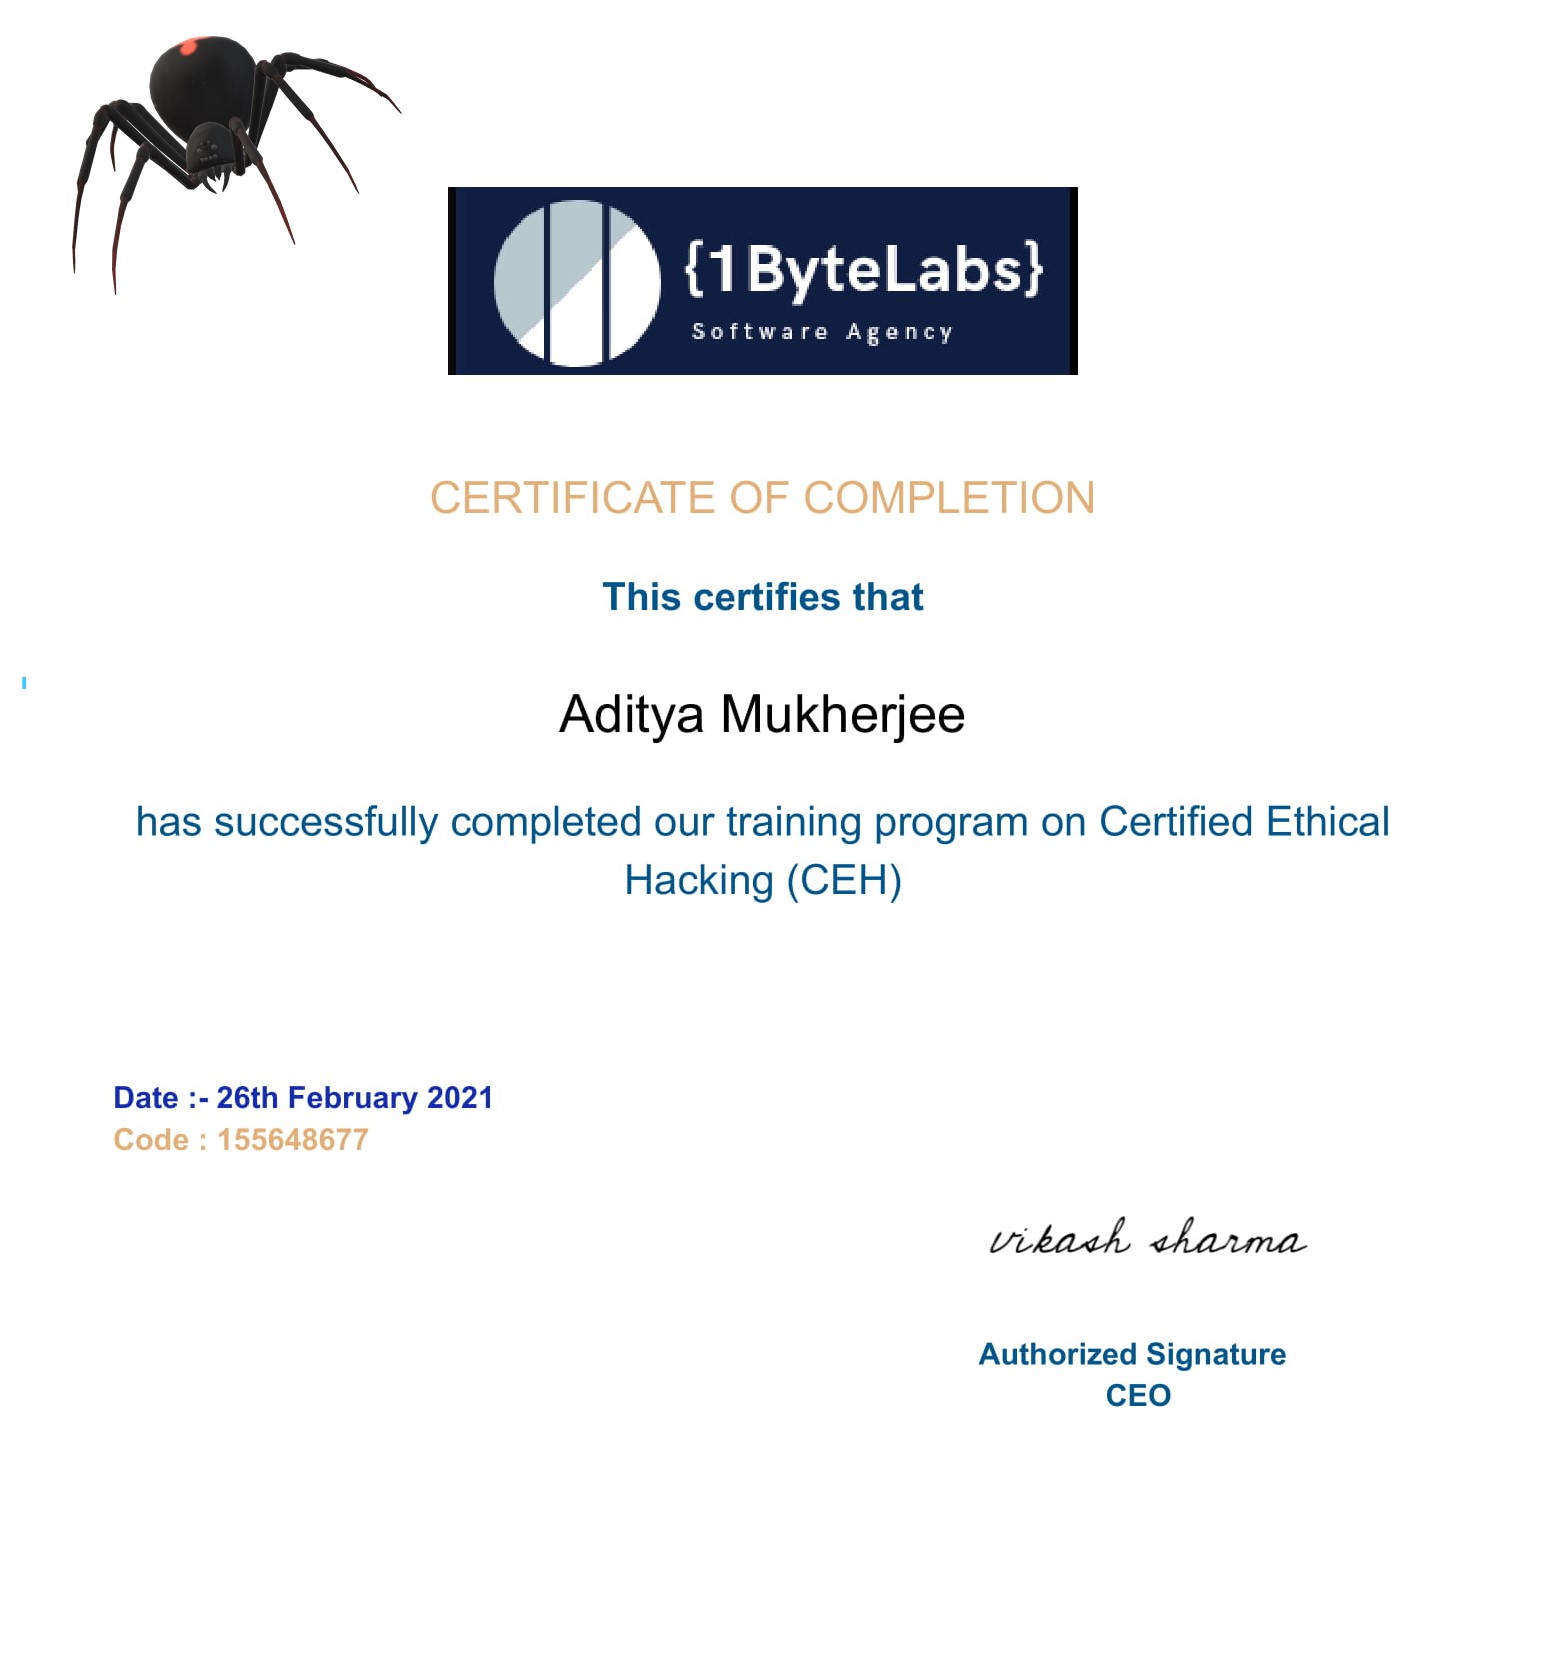 {1ByteLabs}
Software Agency
CERTIFICATE OF COMPLETION
This certifies that
Aditya Mukherjee
has successfully completed our training program on Certified Ethical
Hacking (CEH)
Date :- 26th February 2021
Code : 155648677
vikash sharma
Authorized Signature
CEO